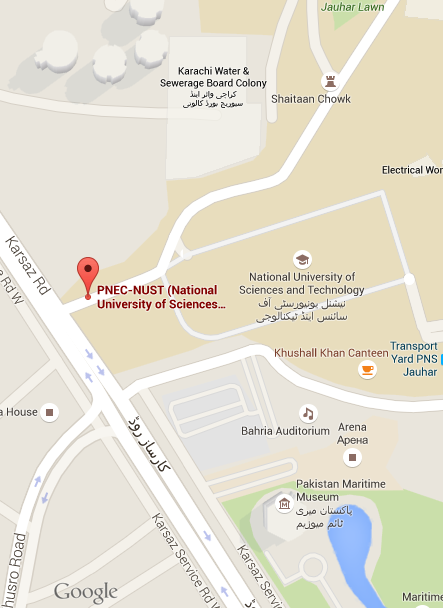 Jauhar Lawn
Karachi Water &
Sewerage Board Colony
کراچی واٹر اینڈ
سیوریج بورڈ کالونی
Shaitaan Chowk
Electrical Wor
Karsaz Rd
e Rd W
National University of
Sciences and Technology
نیشنل یونیورسٹی آف
سائنس اینڈ ٹیکنالوجی
PNEC-NUST (National
University of Sciences...
Khushall Khan Canteen
Transport
Yard PNS
Jauhar
a House
Bahria Auditorium
Arena
Арена
کارساز روڈ
Pakistan Maritime
Museum
پاکستان میری
ٹائم میوزیم
husro Road
Karsaz Service Rd W
Karsaz Servic
Google
Maritime